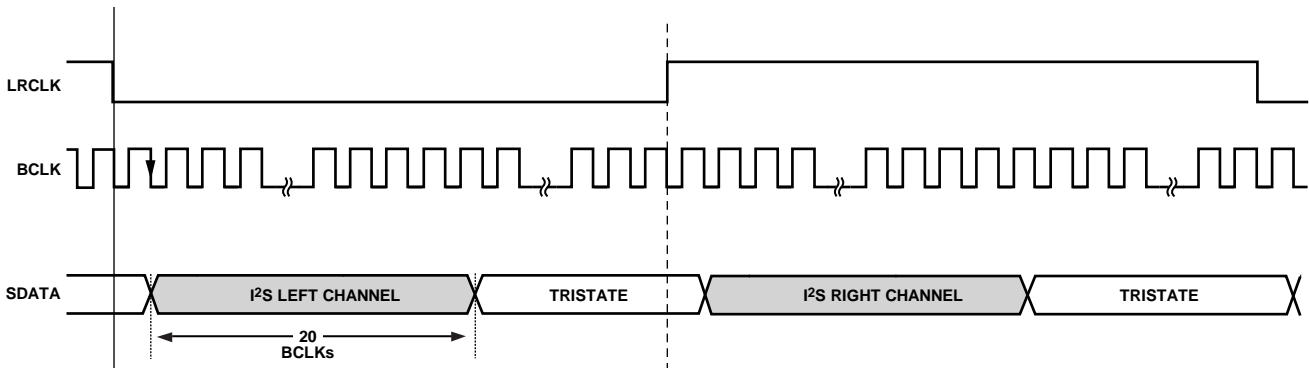 LRCLK
BCLK
SDATA
I²S LEFT CHANNEL
TRISTATE
I²S RIGHT CHANNEL
TRISTATE
20
BCLKs